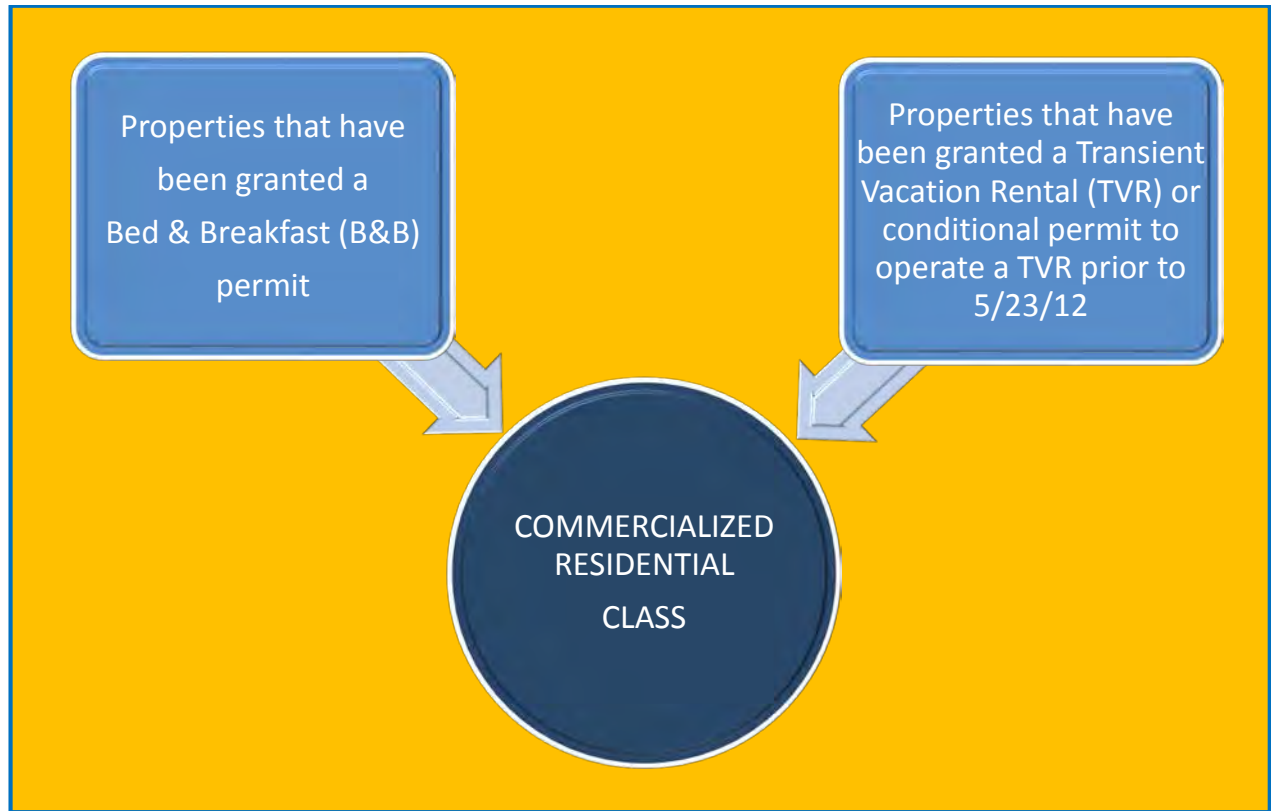 Properties that have
been granted a
Bed & Breakfast (B&B)
permit
Properties that have
been granted a Transient
Vacation Rental (TVR) or
conditional permit to
operate a TVR prior to
5/23/12
COMMERCIALIZED
RESIDENTIAL
CLASS